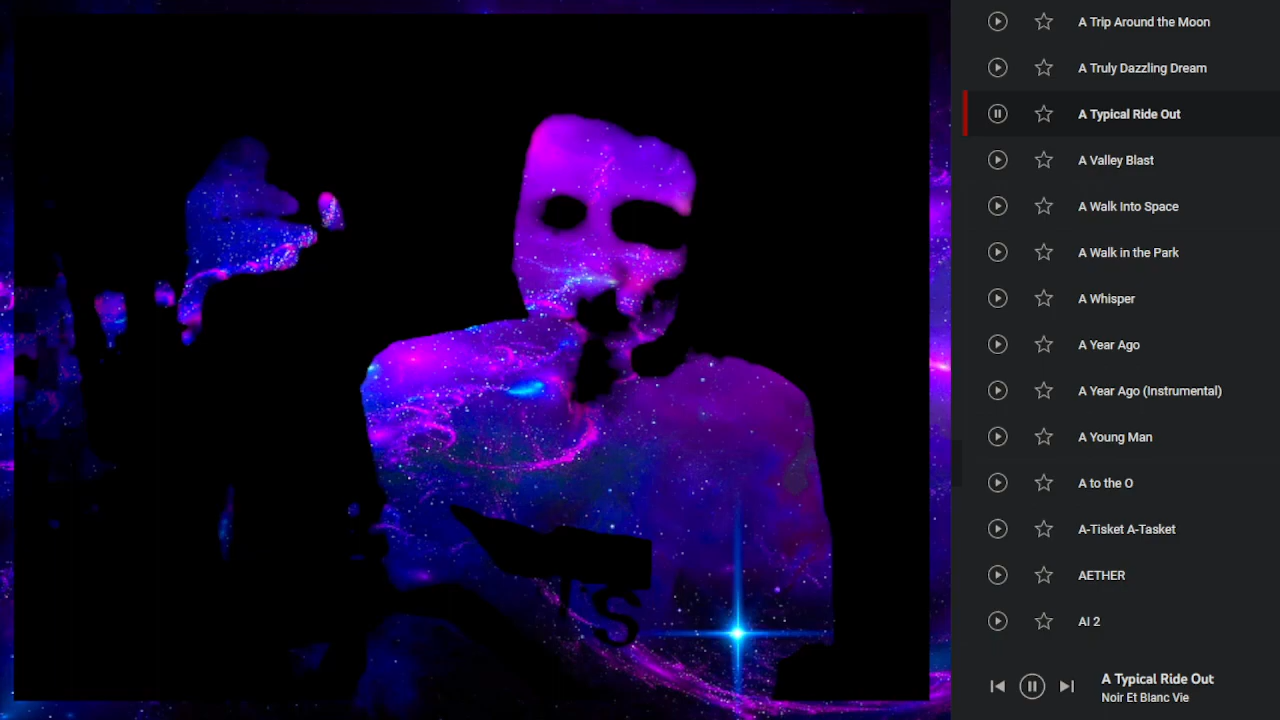 A Trip Around the Moon
A Truly Dazzling Dream
A Typical Ride Out
A Valley Blast
A Walk Into Space
A Walk in the Park
A Whisper
A Year Ago
A Year Ago (Instrumental)
A Young Man
A to the O
A-Tisket A-Tasket
AETHER
AI 2
A Typical Ride Out
Noir Et Blanc Vie